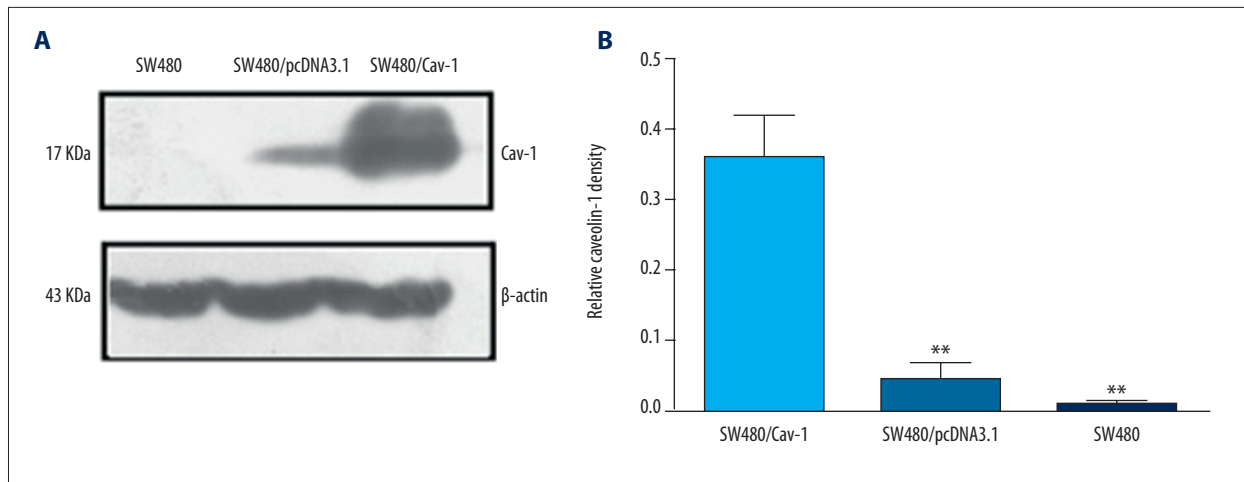 A
SW480 SW480/pcDNA3.1 SW480/Cav-1
17 KDa Cav-1
43 KDa β-actin
B
Relative caveolin-1 density
0.5
0.4
0.3
0.2
0.1
0.0
**
**
SW480/Cav-1 SW480/pcDNA3.1 SW480